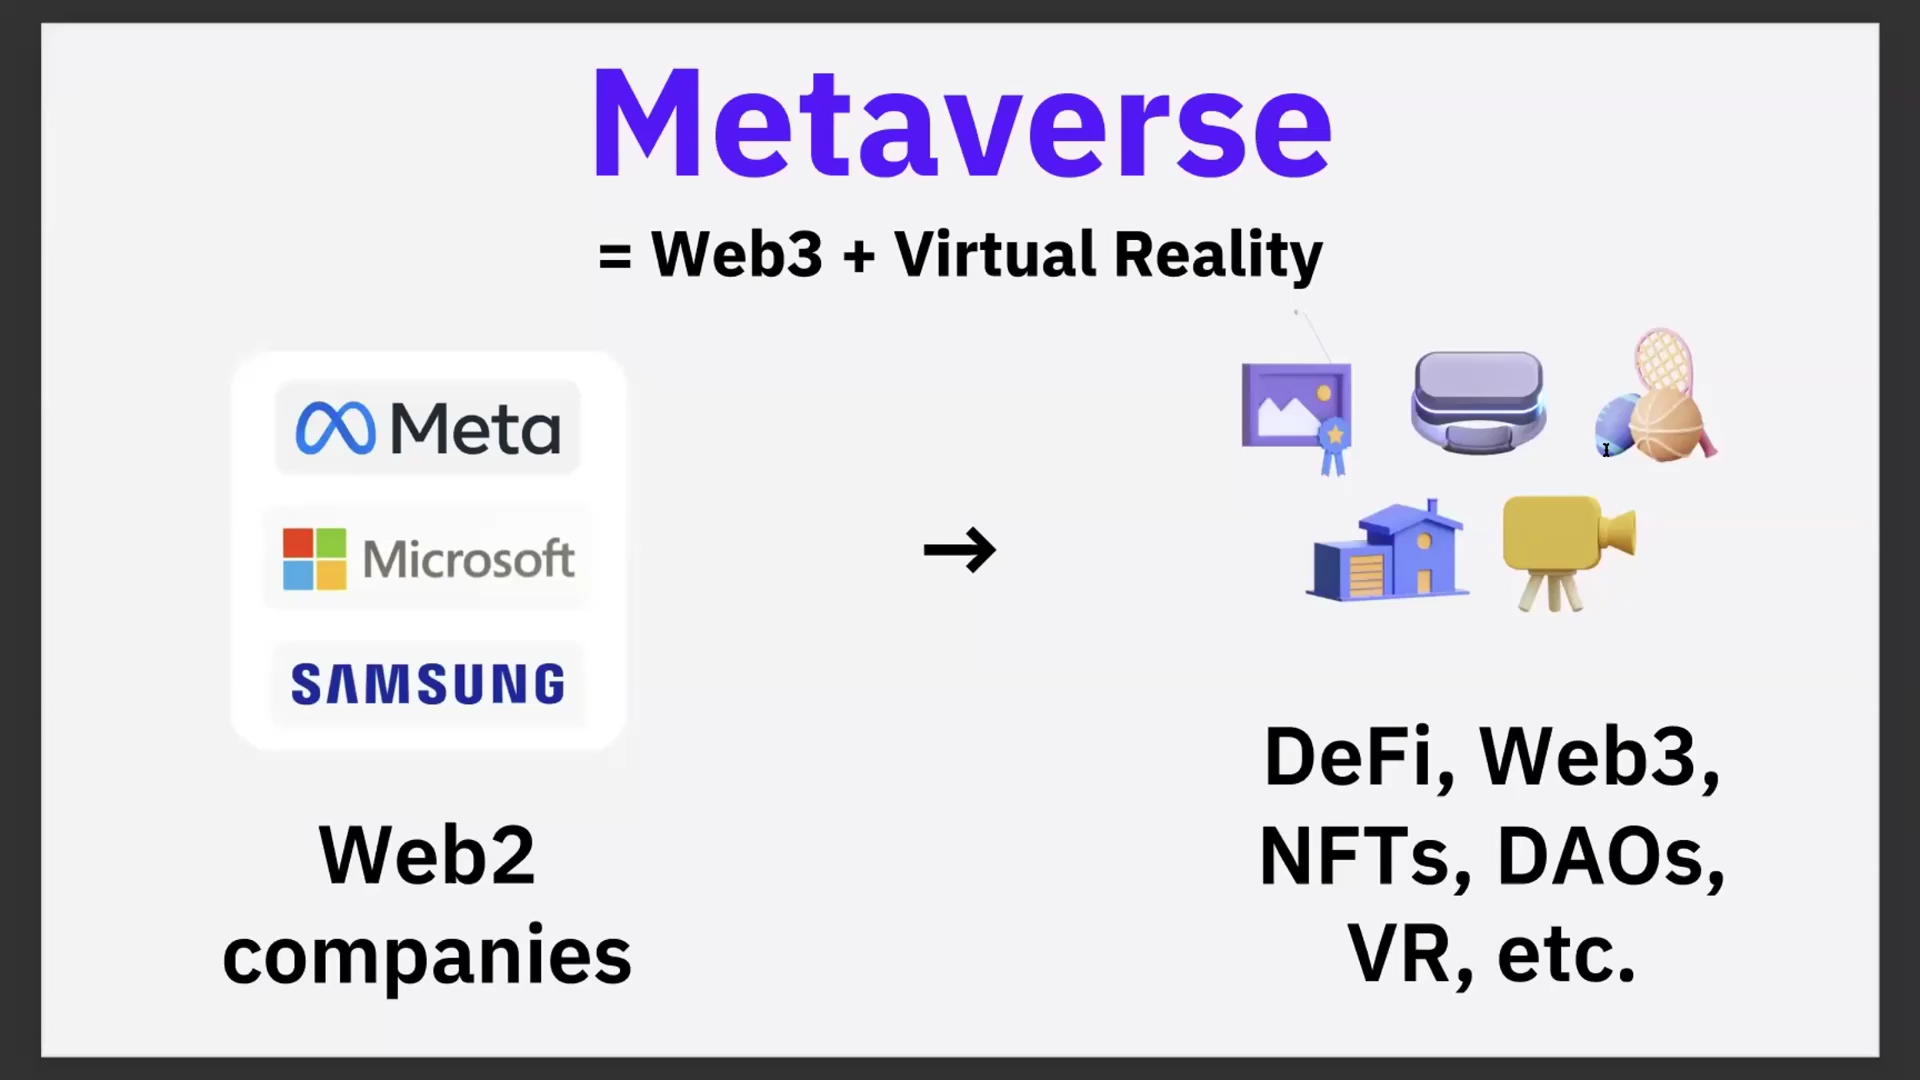 Metaverse
= Web3 + Virtual Reality
Meta
Microsoft
SAMSUNG
→
Web2
companies
DeFi, Web3,
NFTs, DAOs,
VR, etc.